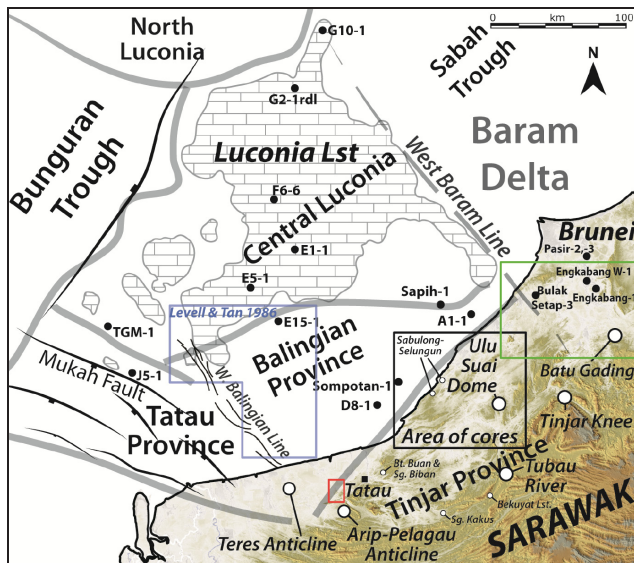 North
Luconia
G10-1
0
km
100
Sabah
Trough
N
G2-1rdl
Bunguran
Trough
Luconia Lst
Baram
Delta
West Baram Line
Central Luconia
F6-6
E1-1
Brunei
Pasir-2,-3
Engkabang W-1
Engkabang-1
Bulak
Setap-3
E5-1
Sapih-1
Levell & Tan 1986
E15-1
A1-1
TGM-1
Balingian
Province
Sabulong-
Selungun
Ulu
Suai
Dome
Batu Gading
Mukah Fault
J5-1
W Balingian Line
Sompotan-1
D8-1
Tinjar Knee
Tatau
Province
Area of cores
Bt. Buan &
Sg. Biban
Tinjar Province
Tubau
River
Tatau
Bekuyat Lst.
Sg. Kakus
SARAWAK
Teres Anticline
Arip-Pelagau
Anticline